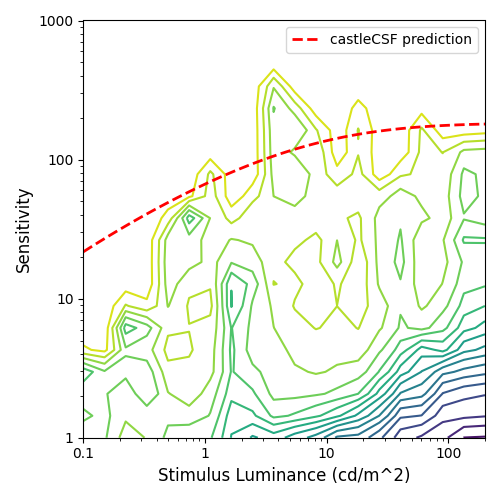 1000
castleCSF prediction
100
Sensitivity
10
1
0.1 1 10 100
Stimulus Luminance (cd/m^2)